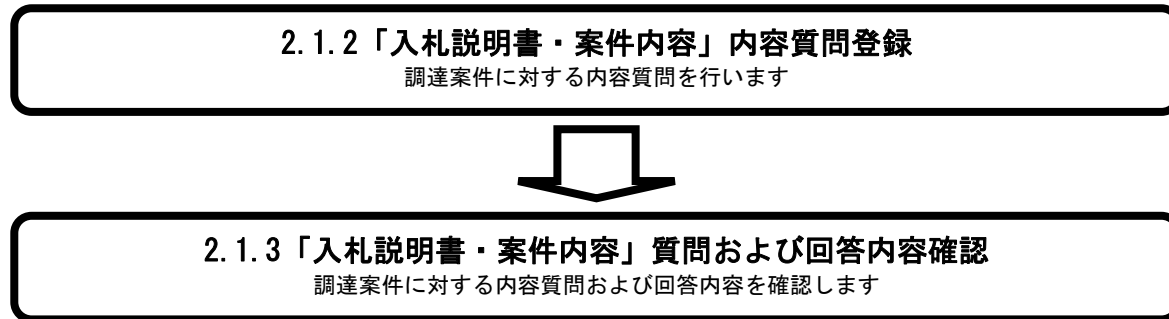 2.1.2「入札説明書・案件内容」内容質問登録
調達案件に対する内容質問を行います
2.1.3「入札説明書・案件内容」質問および回答内容確認
調達案件に対する内容質問および回答内容を確認します